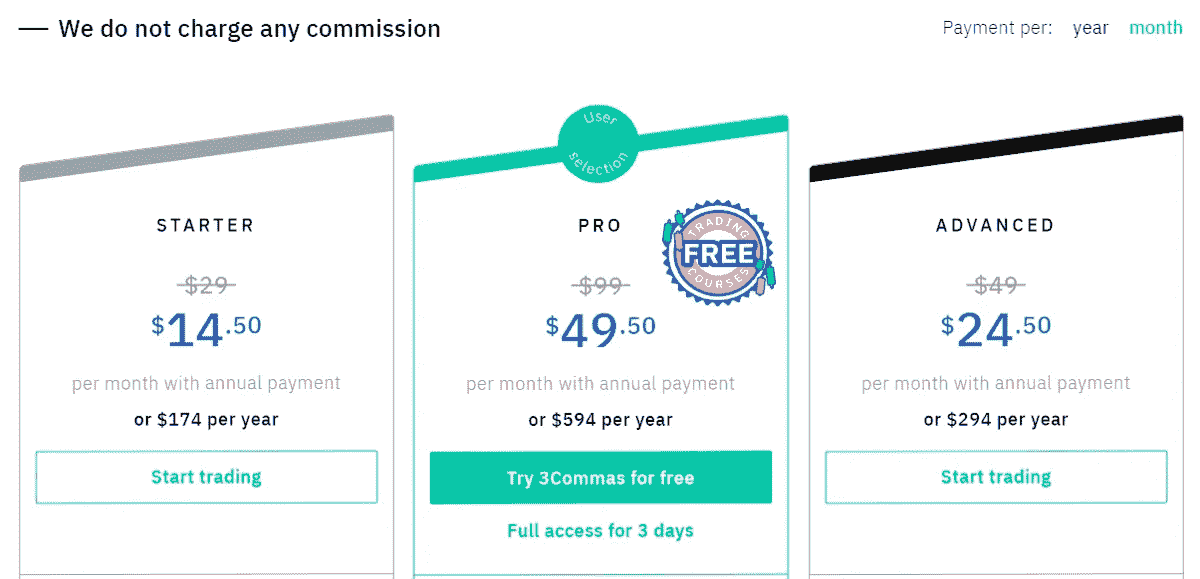 We do not charge any commission
Payment per: year month
User
selection
STARTER
$29
$14.50
per month with annual payment
or $174 per year
Start trading
PRO
TRADING
FREE
COURSES
$99
$49.50
per month with annual payment
or $594 per year
Try 3Commas for free
Full access for 3 days
ADVANCED
$49
$24.50
per month with annual payment
or $294 per year
Start trading